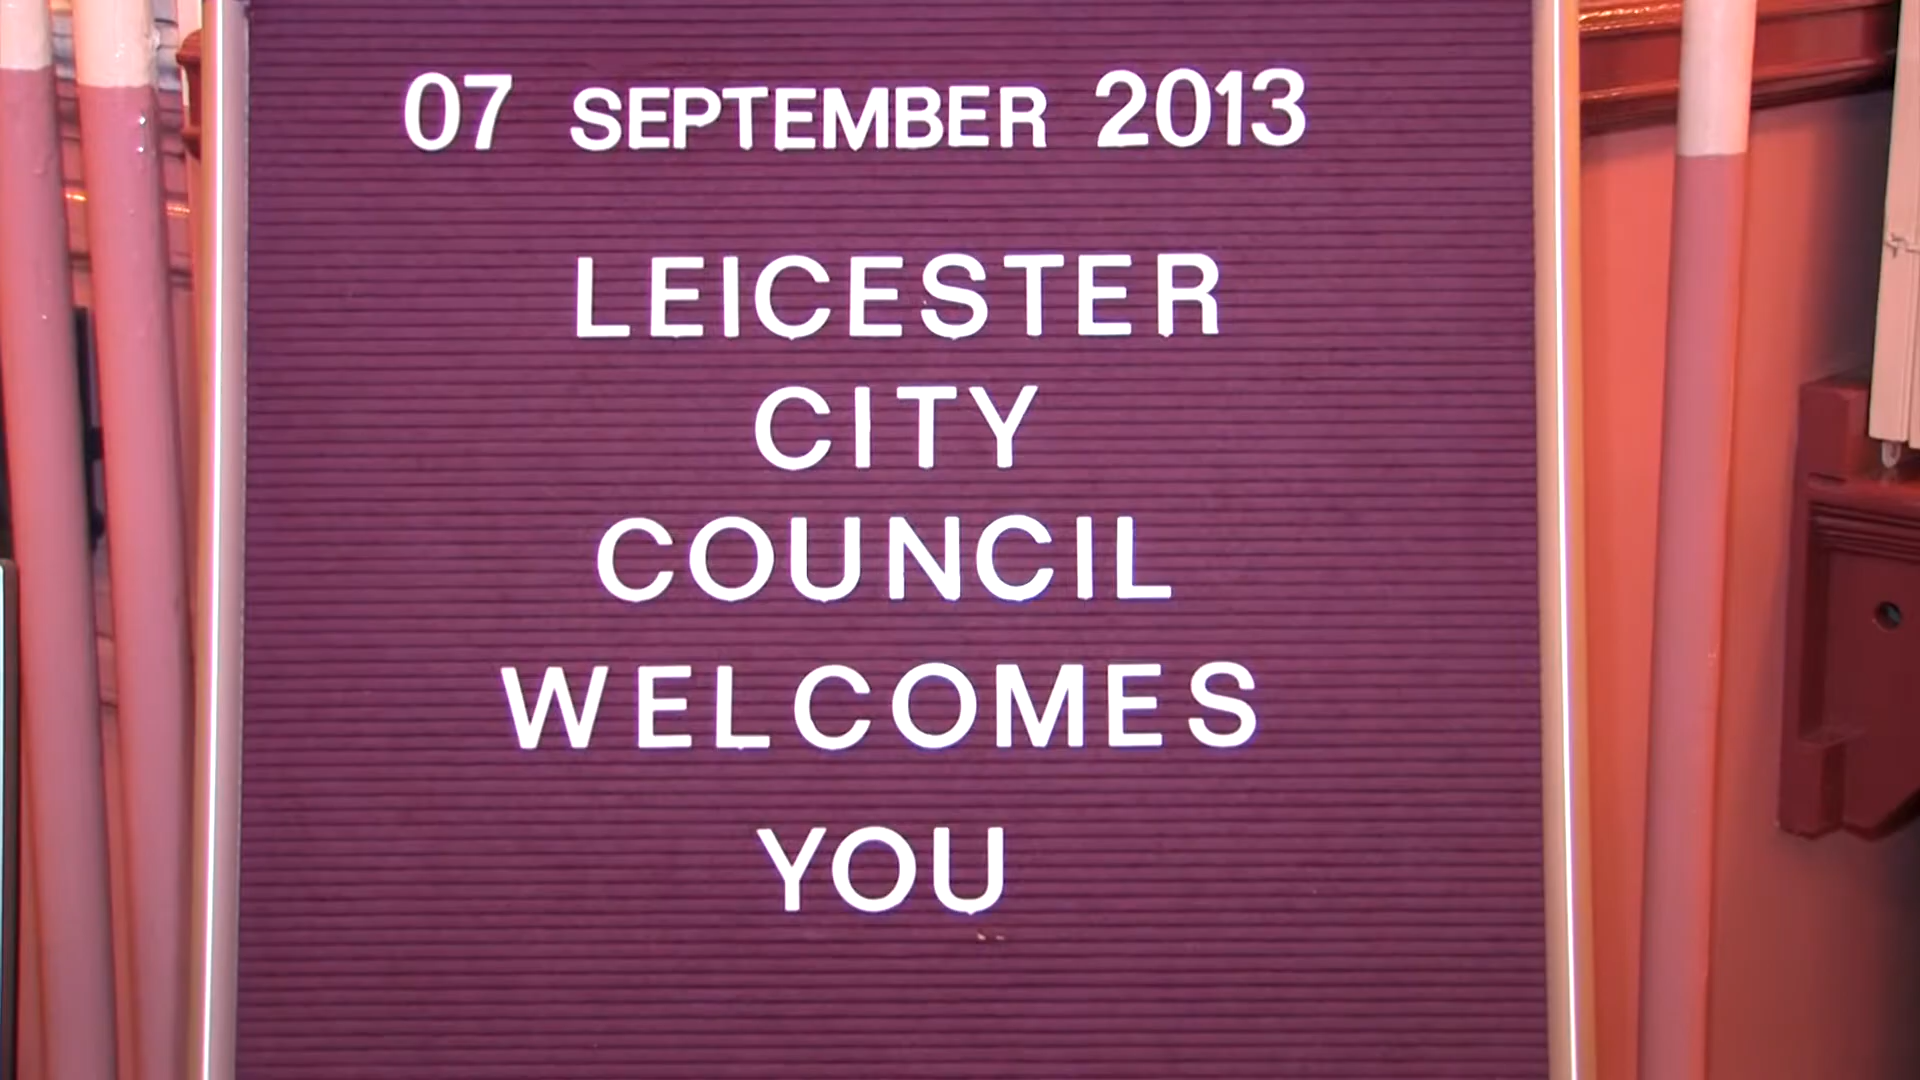 07 SEPTEMBER 2013
LEICESTER
CITY
COUNCIL
WELCOMES
YOU